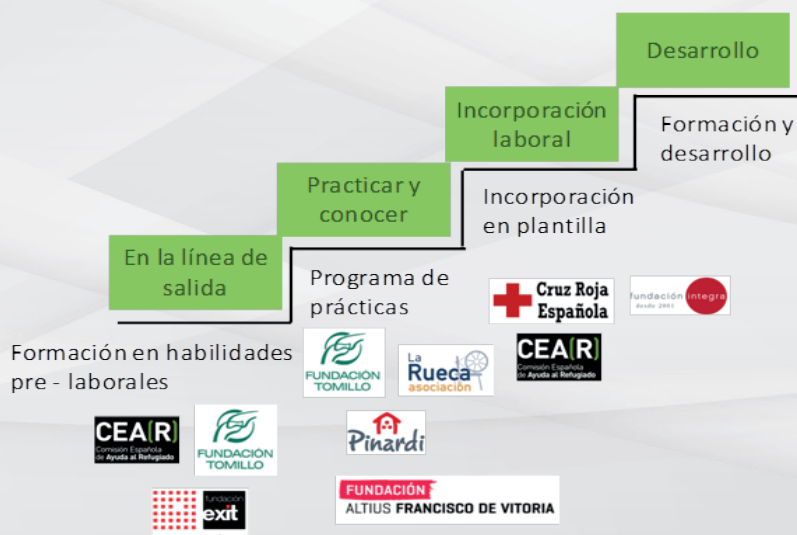 Desarrollo
Formación y
desarrollo
Incorporación
laboral
Incorporación
en plantilla
Practicar y
conocer
Programa de
prácticas
En la línea de
salida
Formación en habilidades
pre - laborales
Cruz Roja
Española
fundación integra
desde 2001
CEA(R)
Comisión Española
de Ayuda al Refugiado
FUNDACIÓN
TOMILLO
La
Rueca
asociación
Pinardi
FUNDACIÓN
ALTIUS FRANCISCO DE VITORIA
CEA(R)
Comisión Española
de Ayuda al Refugiado
FUNDACIÓN
TOMILLO
fundación
exit